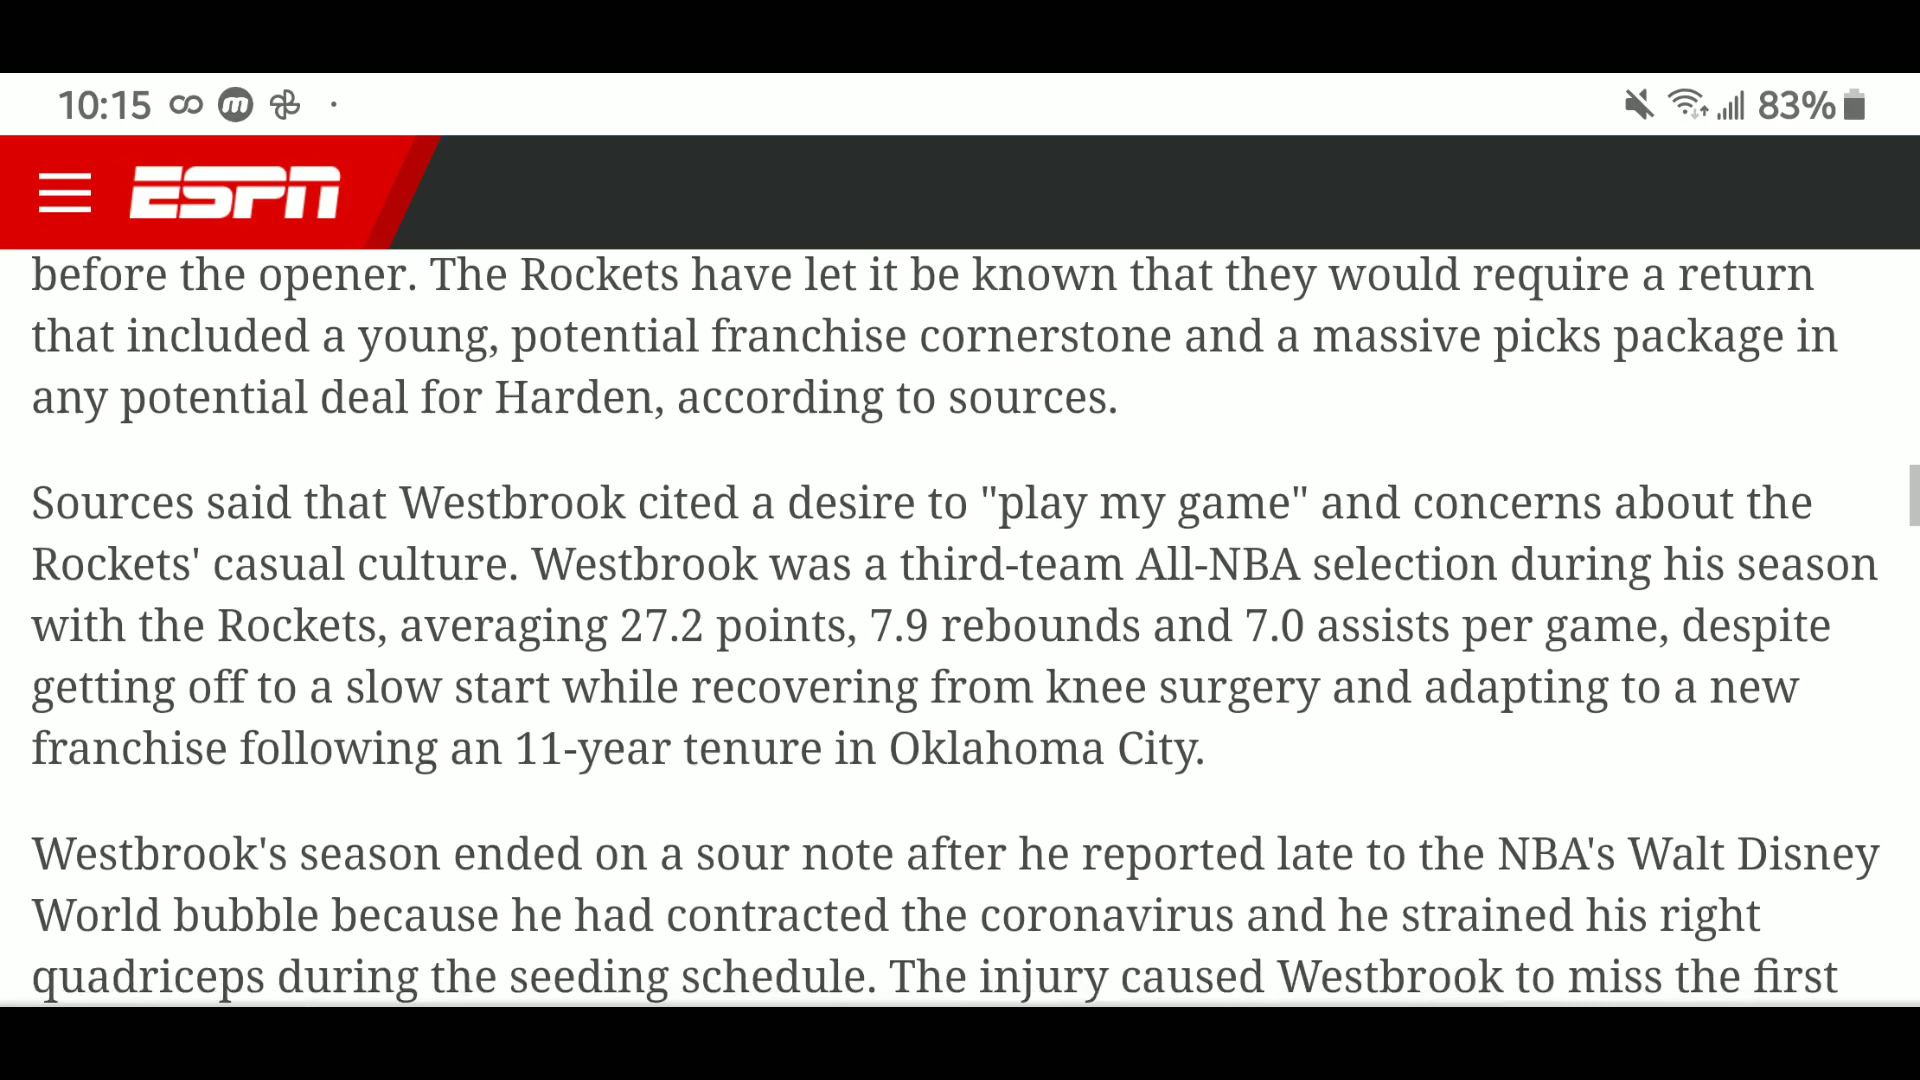 10:15
83%
ESPN
before the opener. The Rockets have let it be known that they would require a return
that included a young, potential franchise cornerstone and a massive picks package in
any potential deal for Harden, according to sources.
Sources said that Westbrook cited a desire to "play my game" and concerns about the
Rockets' casual culture. Westbrook was a third-team All-NBA selection during his season
with the Rockets, averaging 27.2 points, 7.9 rebounds and 7.0 assists per game, despite
getting off to a slow start while recovering from knee surgery and adapting to a new
franchise following an 11-year tenure in Oklahoma City.
Westbrook's season ended on a sour note after he reported late to the NBA's Walt Disney
World bubble because he had contracted the coronavirus and he strained his right
quadriceps during the seeding schedule. The injury caused Westbrook to miss the first